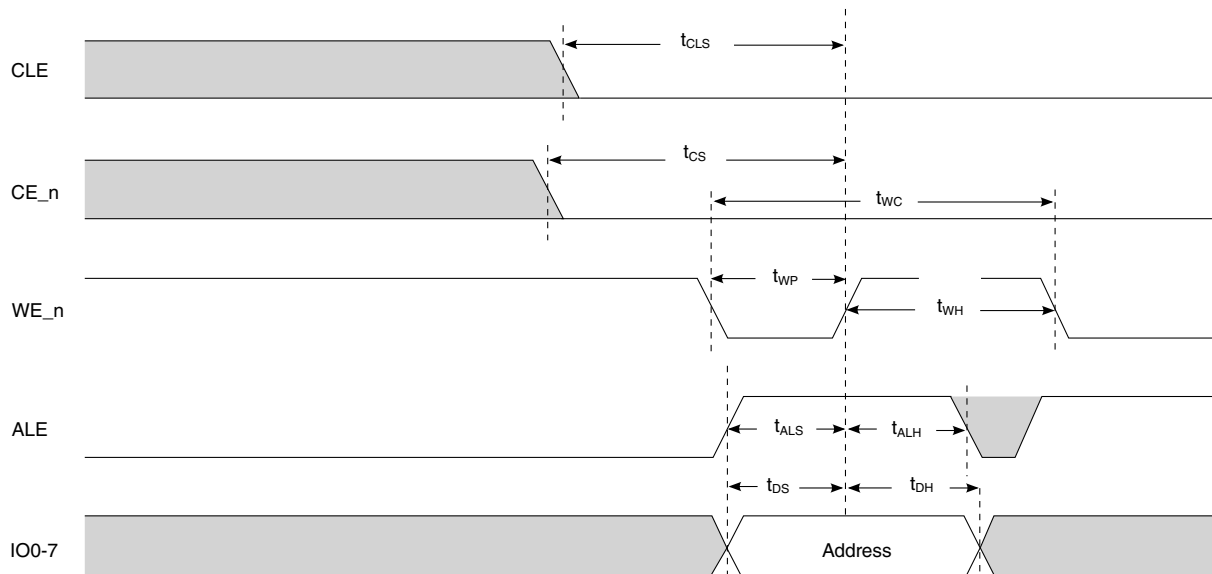 CLE
tCLS
CE_n
tCS
tWC
WE_n
tWP
tWH
ALE
tALS
tALH
tDS
tDH
IO0-7
Address